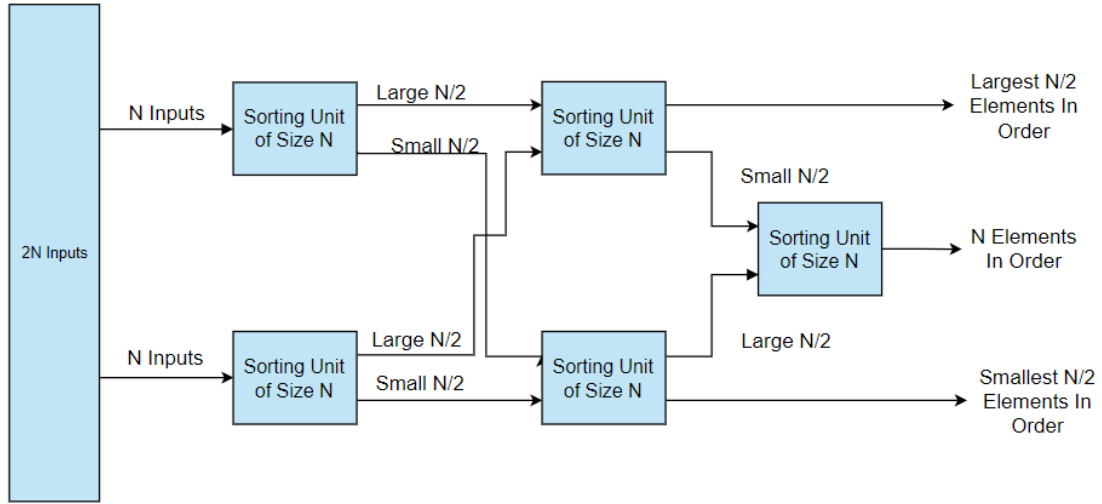 2N Inputs
N Inputs
Sorting Unit
of Size N
Large N/2
Small N/2
Sorting Unit
of Size N
Largest N/2
Elements In
Order
Small N/2
Sorting Unit
of Size N
N Elements
In Order
N Inputs
Sorting Unit
of Size N
Large N/2
Small N/2
Sorting Unit
of Size N
Large N/2
Smallest N/2
Elements In
Order